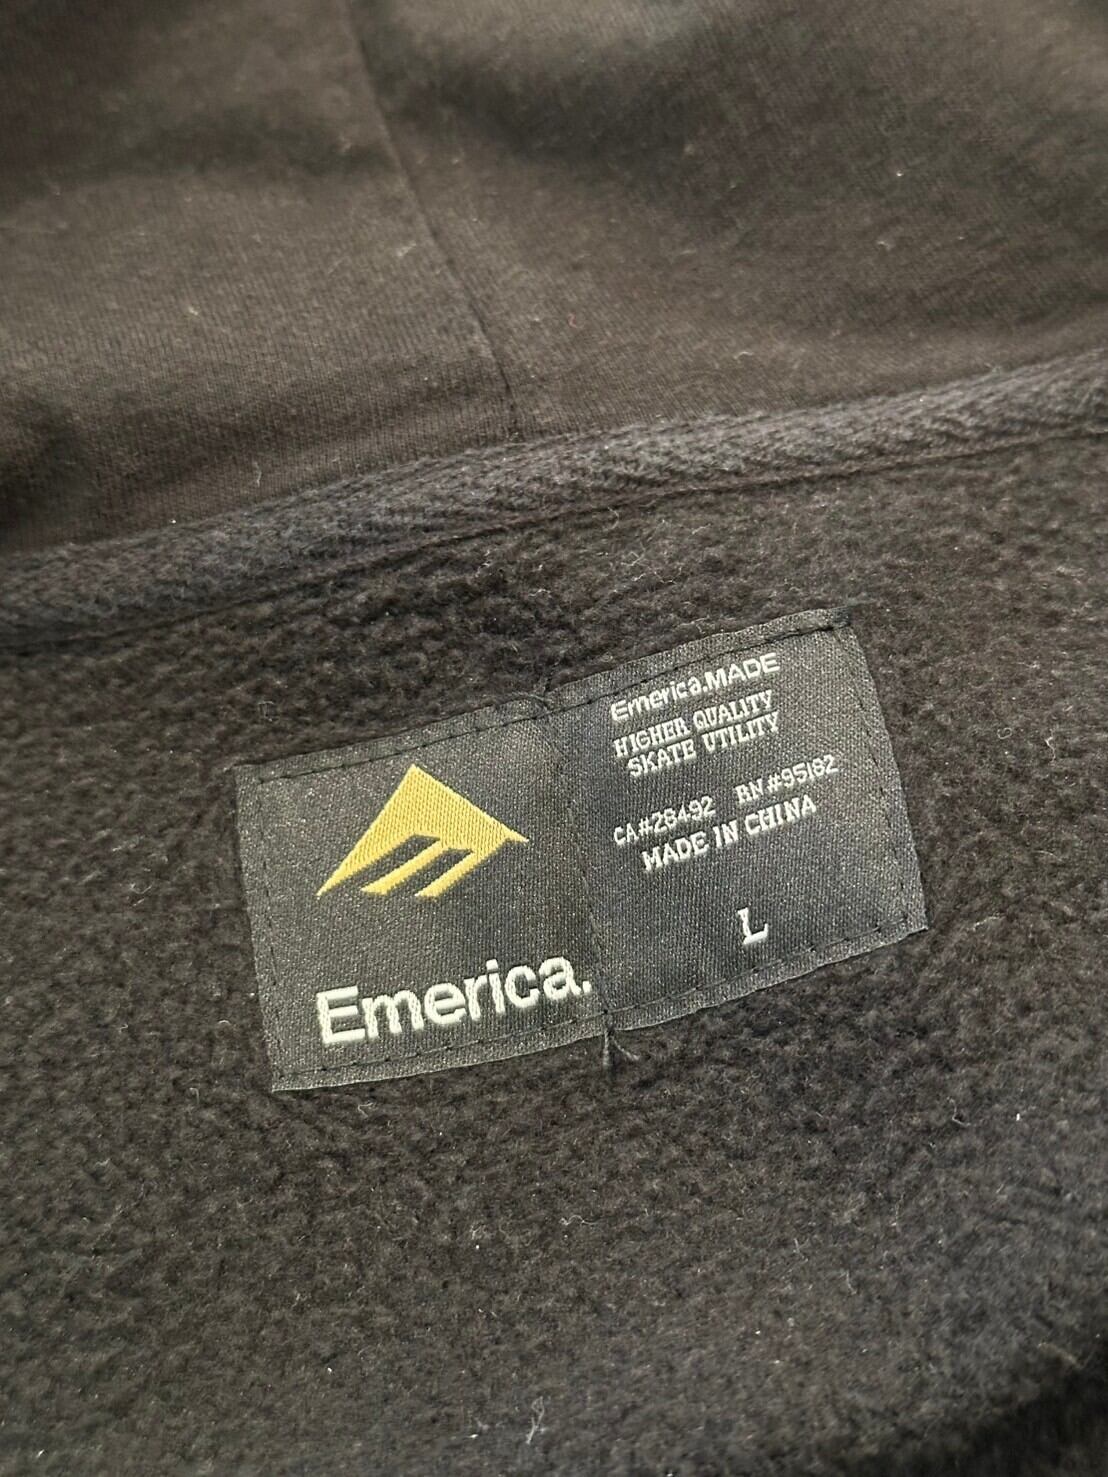 Emerica.
Emerica.MADE
HIGHER QUALITY
SKATE UTILITY
CA#28492 RN#95182
MADE IN CHINA
L